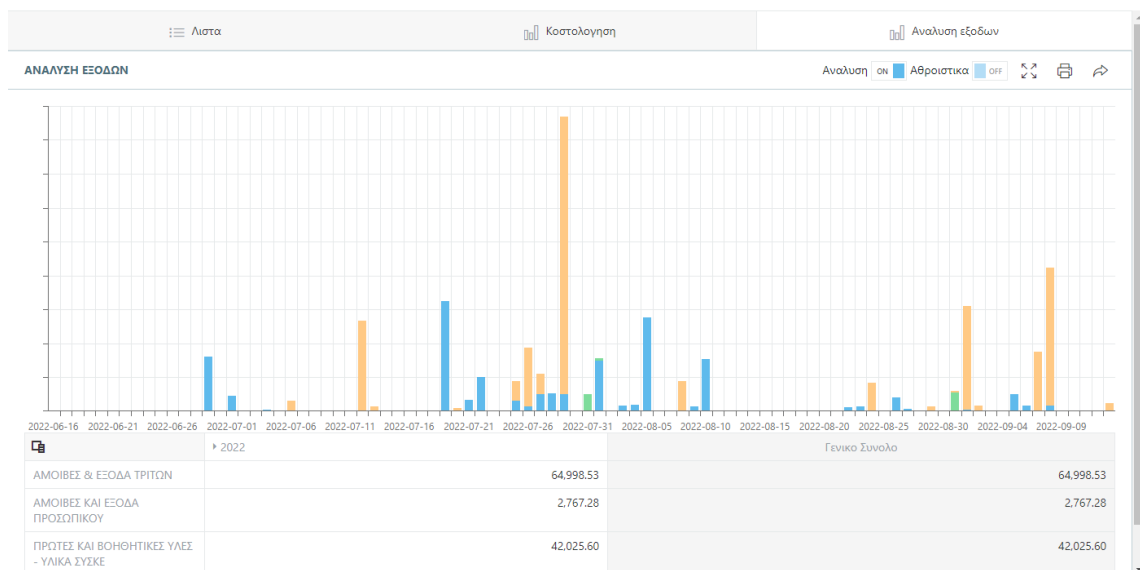 Λιστα
Κοστολογηση
Αναλυση εξοδων
ΑΝΑΛΥΣΗ ΕΞΟΔΩΝ
Αναλυση ON Αθροιστικα OFF
2022-06-16 2022-06-21 2022-06-26 2022-07-01 2022-07-06 2022-07-11 2022-07-16 2022-07-21 2022-07-26 2022-07-31 2022-08-05 2022-08-10 2022-08-15 2022-08-20 2022-08-25 2022-08-30 2022-09-04 2022-09-09
2022 Γενικο Συνολο
ΑΜΟΙΒΕΣ & ΕΞΟΔΑ ΤΡΙΤΩΝ 64,998.53 64,998.53
ΑΜΟΙΒΕΣ ΚΑΙ ΕΞΟΔΑ
ΠΡΟΣΩΠΙΚΟΥ 2,767.28 2,767.28
ΠΡΩΤΕΣ ΚΑΙ ΒΟΗΘΗΤΙΚΕΣ ΥΛΕΣ
- ΥΛΙΚΑ ΣΥΣΚΕ 42,025.60 42,025.60